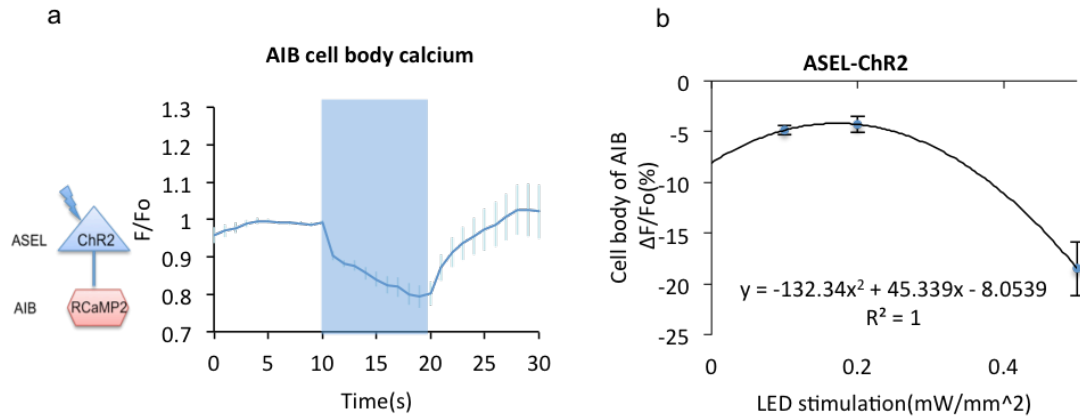 a
AIB cell body calcium
F/Fo
1.3
1.2
1.1
1
0.9
0.8
0.7
0
5
10
15
20
25
30
Time(s)
ASEL
ChR2
AIB
RCaMP2
b
ASEL-ChR2
Cell body of AIB
ΔF/Fo(%)
0
-5
-10
-15
-20
-25
y = -132.34x² + 45.339x - 8.0539
R² = 1
0
0.2
0.4
LED stimulation(mW/mm^2)